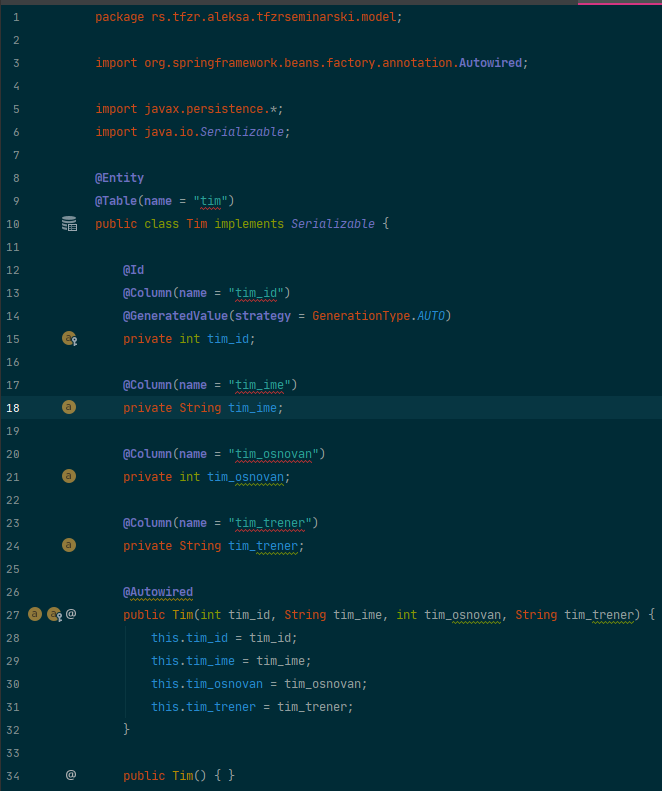 1 package rs.tfzr.aleksa.tfzrseminarski.model;
2
3 import org.springframework.beans.factory.annotation.Autowired;
4
5 import javax.persistence.*;
6 import java.io.Serializable;
7
8 @Entity
9 @Table(name = "tim")
10 public class Tim implements Serializable {
11
12 @Id
13 @Column(name = "tim_id")
14 @GeneratedValue(strategy = GenerationType.AUTO)
15 a private int tim_id;
16
17 @Column(name = "tim_ime")
18 a private String tim_ime;
19
20 @Column(name = "tim_osnovan")
21 a private int tim_osnovan;
22
23 @Column(name = "tim_trener")
24 a private String tim_trener;
25
26 @Autowired
27 a a @ public Tim(int tim_id, String tim_ime, int tim_osnovan, String tim_trener) {
28 this.tim_id = tim_id;
29 this.tim_ime = tim_ime;
30 this.tim_osnovan = tim_osnovan;
31 this.tim_trener = tim_trener;
32 }
33
34 @ public Tim() { }